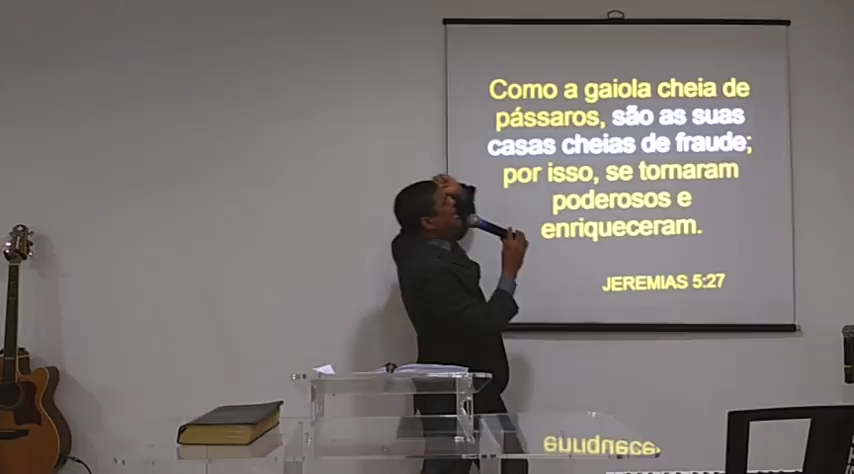 Como a gaiola cheia de
pássaros, são as suas
casas cheias de fraude;
por isso, se tornaram
poderosos e
enriqueceram.
JEREMIAS 5:27